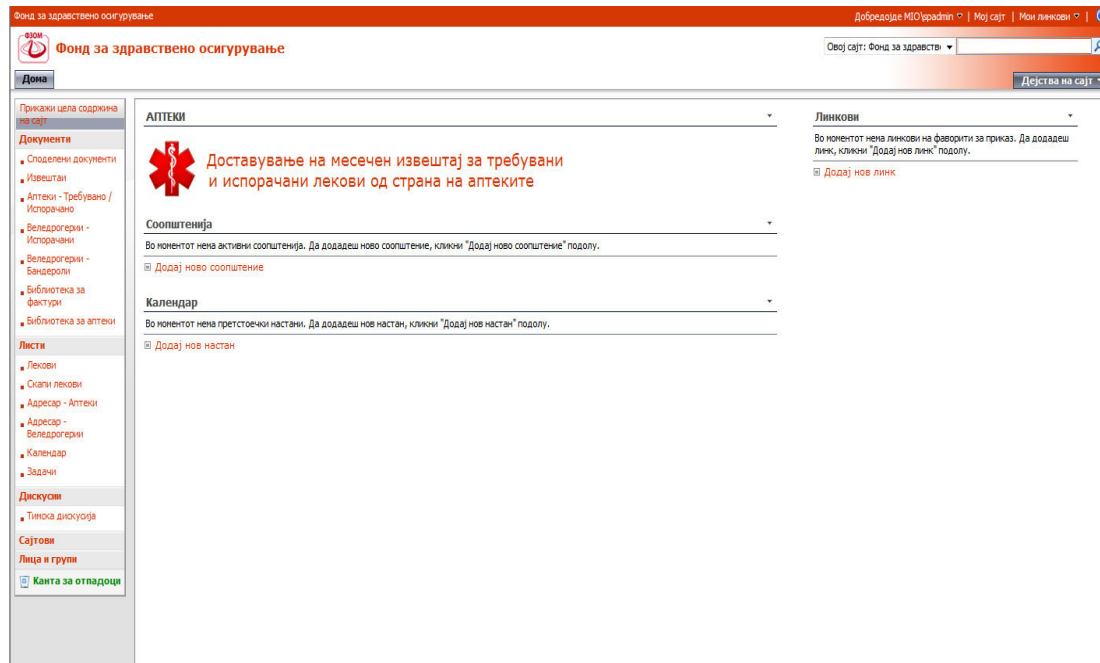 Фонд за здравствено осигурување
Добредојде MIO\spadmin | Мој сајт | Мои линкови |
ФЗОМ
Фонд за здравствено осигурување
Овој сајт: Фонд за здравстве
Дома
Дејства на сајт
Прикажи цела содржина
на сајт
Документи
Споделени документи
Извештаи
Аптеки - Требувано /
Испорачано
Веледрогерии -
Испорачани
Веледрогерии -
Бандероли
Библиотека за
фактури
Библиотека за аптеки
Листи
Лекови
Скапи лекови
Адресар - Аптеки
Адресар -
Веледрогерии
Календар
Задачи
Дискусии
Тимска дискусија
Сајтови
Лица и групи
Канта за отпадоци
АПТЕКИ
Доставување на месечен извештај за требувани
и испорачани лекови од страна на аптеките
Соопштенија
Во моментот нема активни соопштенија. Да додадеш ново соопштение, кликни "Додај ново соопштение" подолу.
Додај ново соопштение
Календар
Во моментот нема претстоечки настани. Да додадеш нов настан, кликни "Додај нов настан" подолу.
Додај нов настан
Линкови
Во моментот нема линкови на фаворити за приказ. Да додадеш
линк, кликни "Додај нов линк" подолу.
Додај нов линк